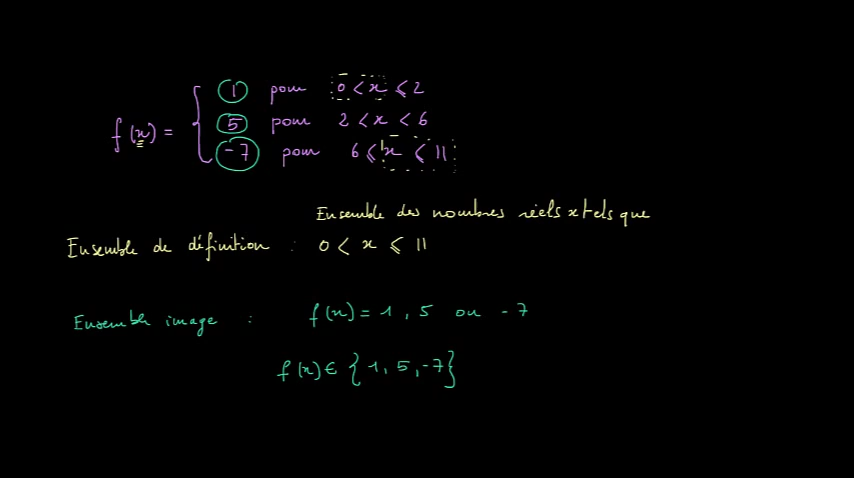 1 pour 0 < x ⩽ 2
f(x) = { 5 pour 2 < x < 6
-7 pour 6 ⩽ x ⩽ 11
Ensemble des nombres réels x tels que
Ensemble de définition : 0 < x ⩽ 11
Ensemble image : f(x) = 1, 5 ou -7
f(x) ∈ {1, 5, -7}